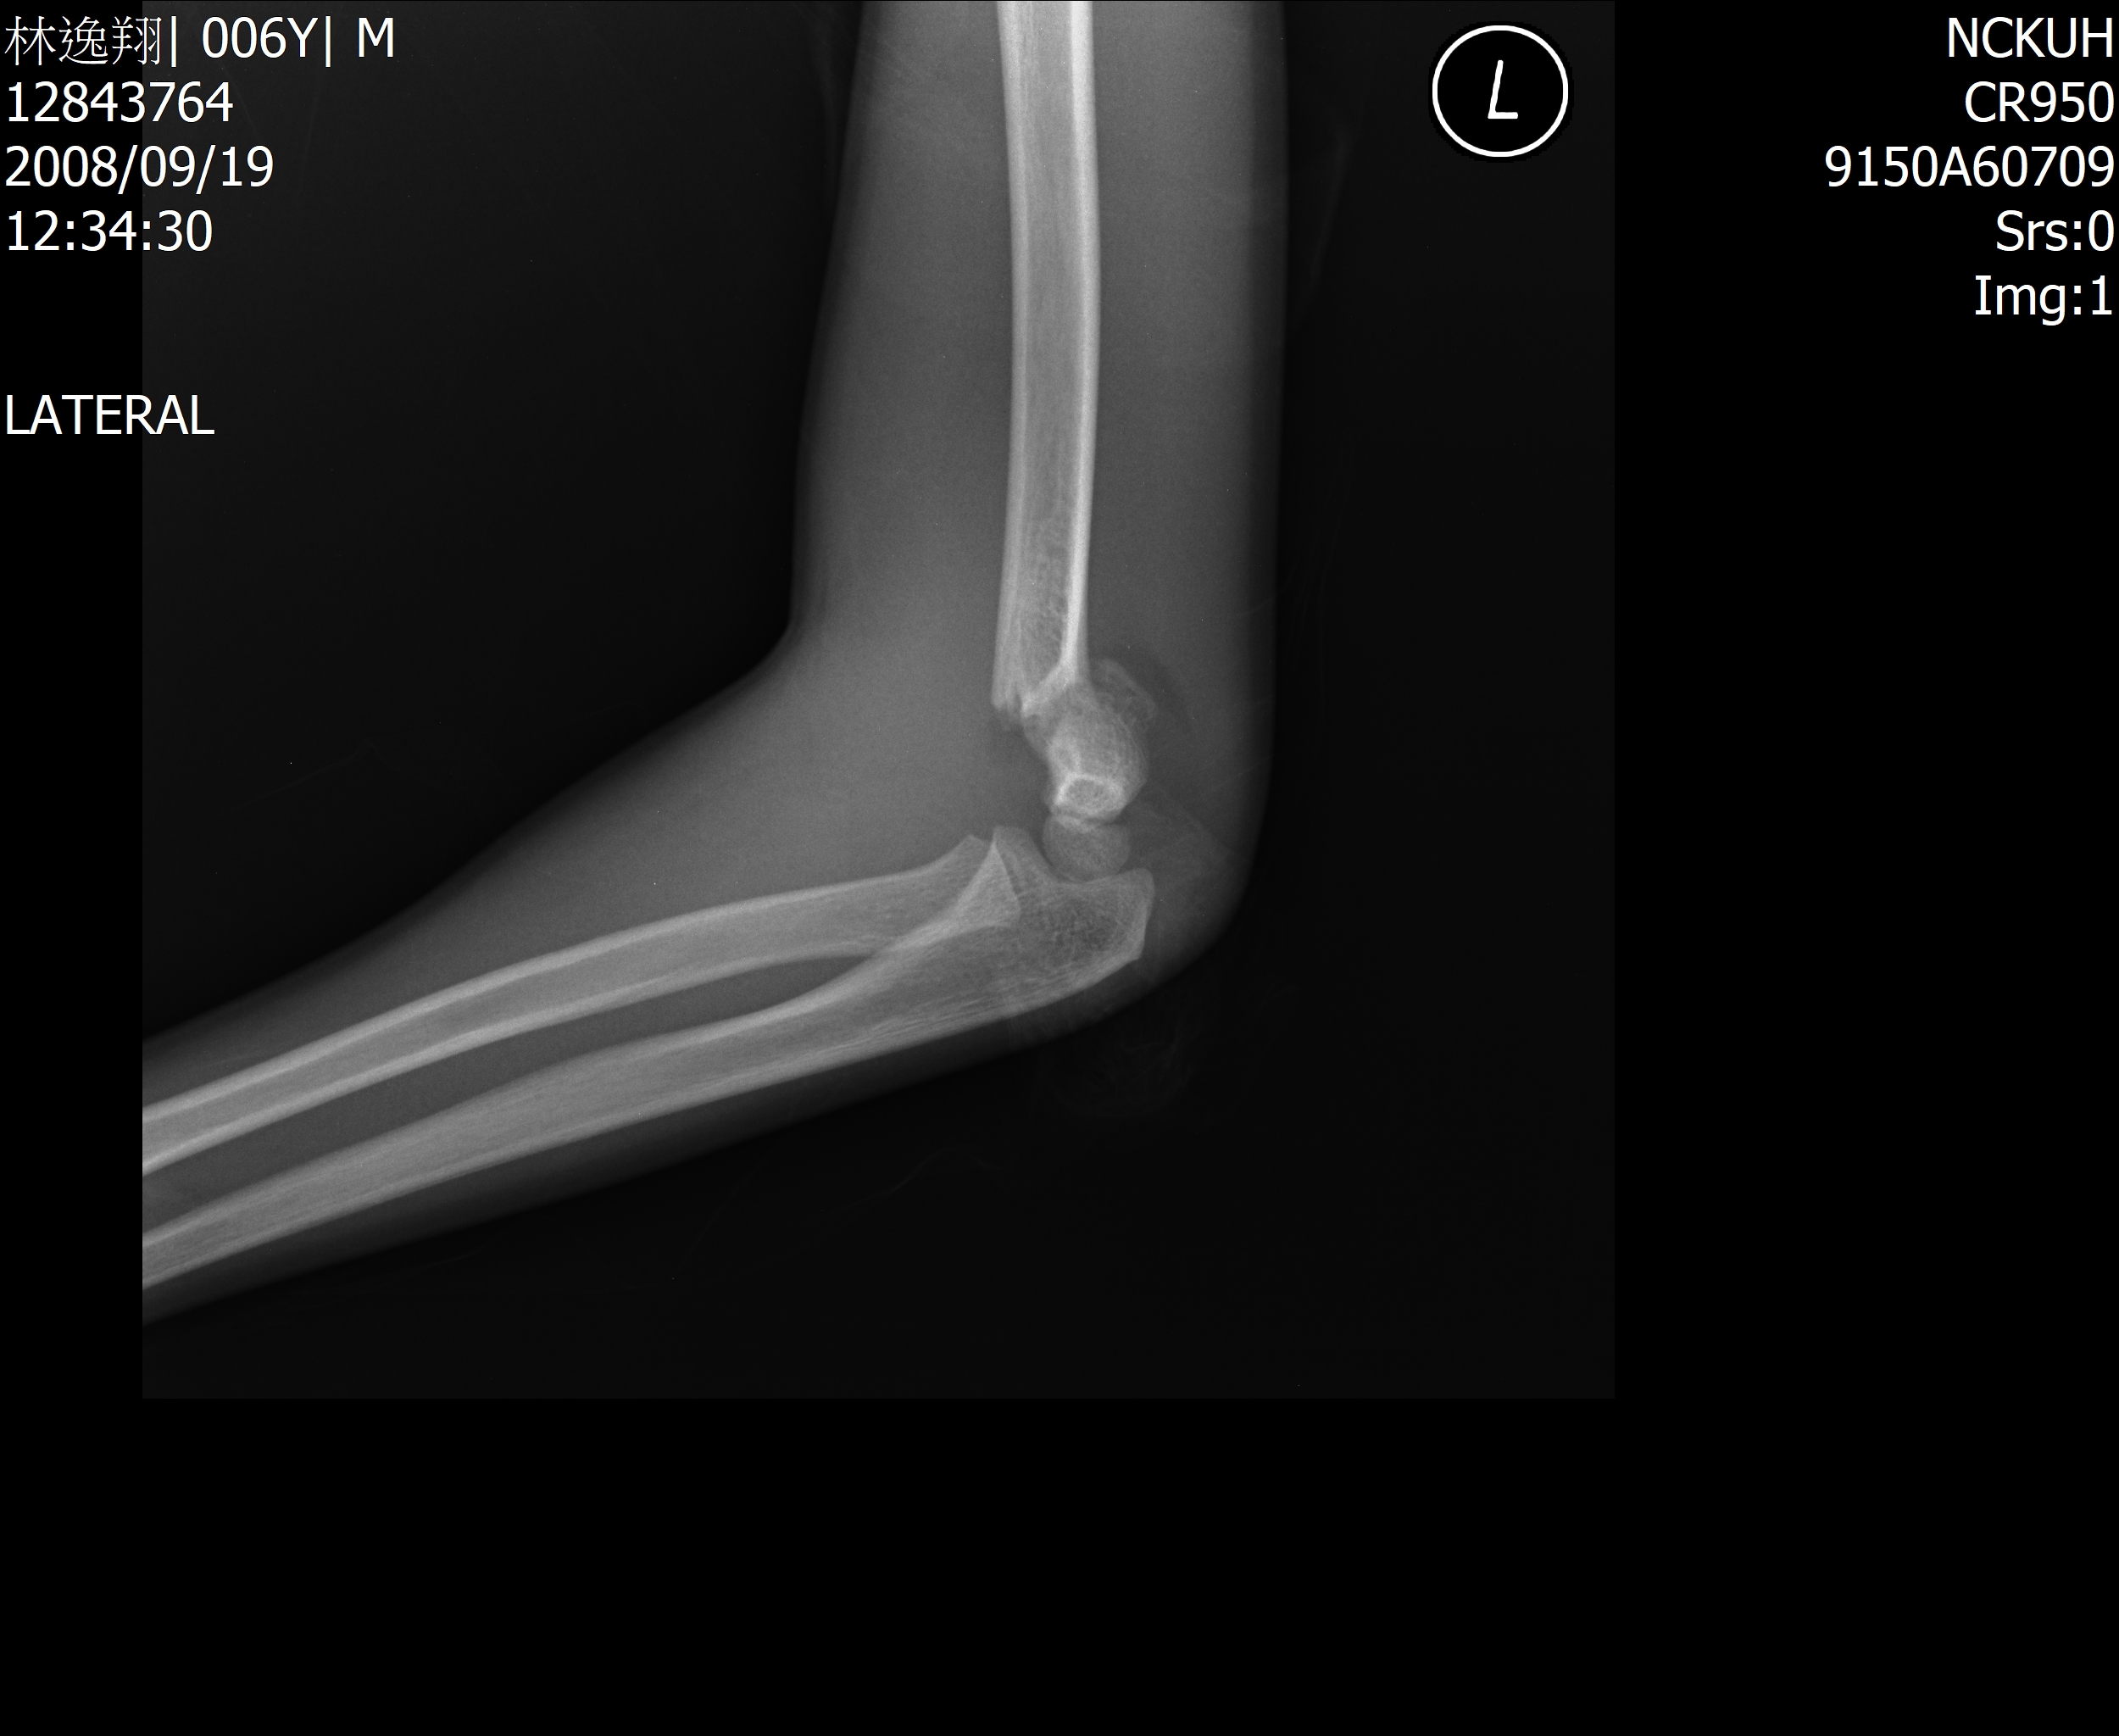 林逸翔| 006Y| M
12843764
2008/09/19
12:34:30
LATERAL
L
NCKUH
CR950
9150A60709
Srs:0
Img:1